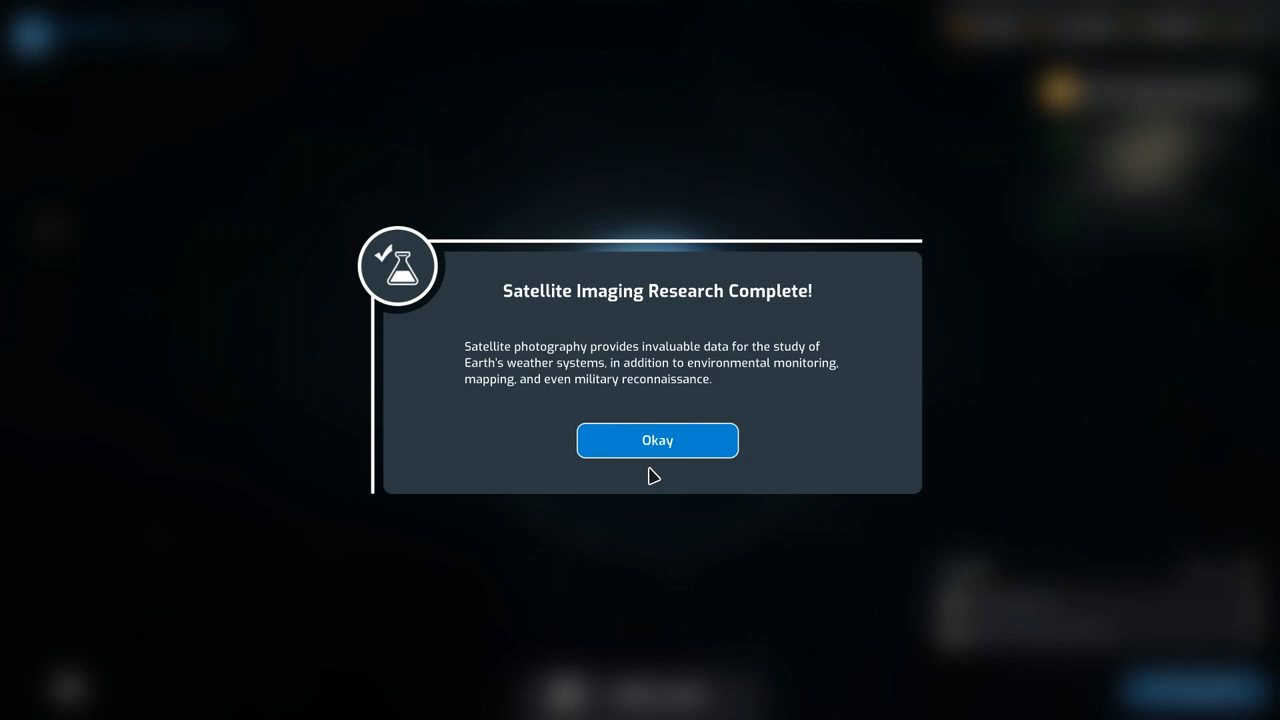 Satellite Imaging Research Complete!
Satellite photography provides invaluable data for the study of
Earth's weather systems, in addition to environmental monitoring,
mapping, and even military reconnaissance.
Okay